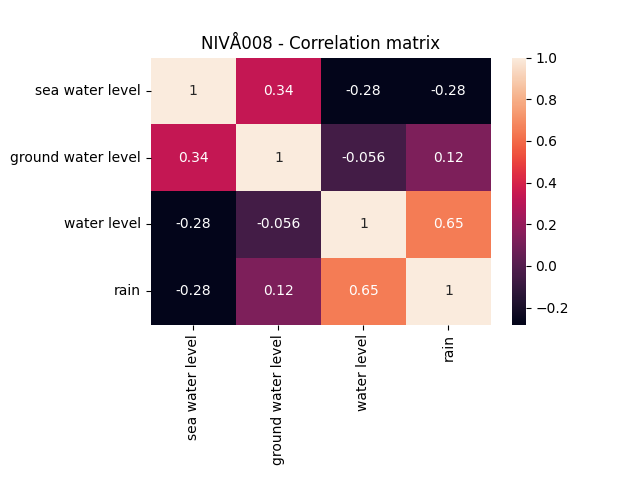 NIVÅ008 - Correlation matrix
sea water level 1 0.34 -0.28 -0.28
ground water level 0.34 1 -0.056 0.12
water level -0.28 -0.056 1 0.65
rain -0.28 0.12 0.65 1
sea water level
ground water level
water level
rain
1.0
0.8
0.6
0.4
0.2
0.0
−0.2